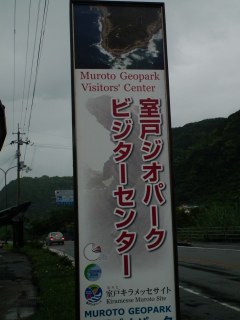 Muroto Geopark
Visitors' Center
室戸ジオパーク
ビジターセンター
室戸キラメッセサイト
Kiramesse Muroto Site
MUROTO GEOPARK